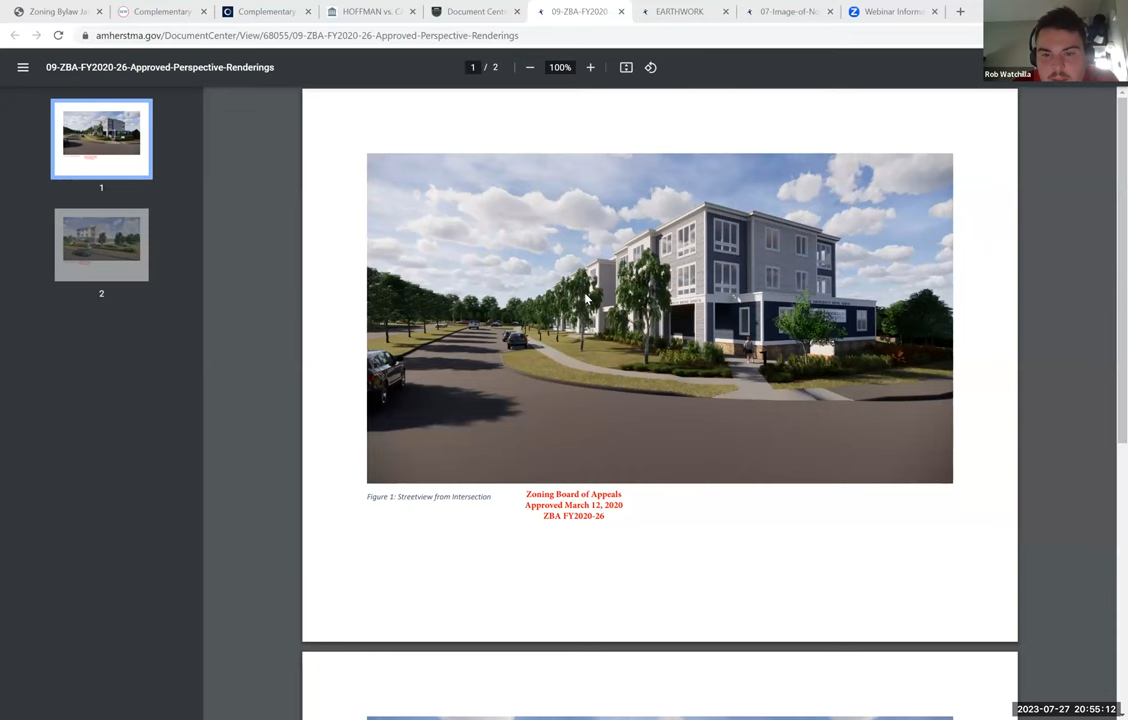 Zoning Bylaw Ja
Complementary
Complementary
HOFFMAN vs. C
Document Cent
09-ZBA-FY2020
EARTHWORK
07-Image-of-No
Webinar Informa
amherstma.gov/DocumentCenter/View/68055/09-ZBA-FY2020-26-Approved-Perspective-Renderings
Rob Watchilla
09-ZBA-FY2020-26-Approved-Perspective-Renderings
1 / 2
100%
1
2
Figure 1: Streetview from Intersection
Zoning Board of Appeals
Approved March 12, 2020
ZBA FY2020-26
2023-07-27 20:55:12